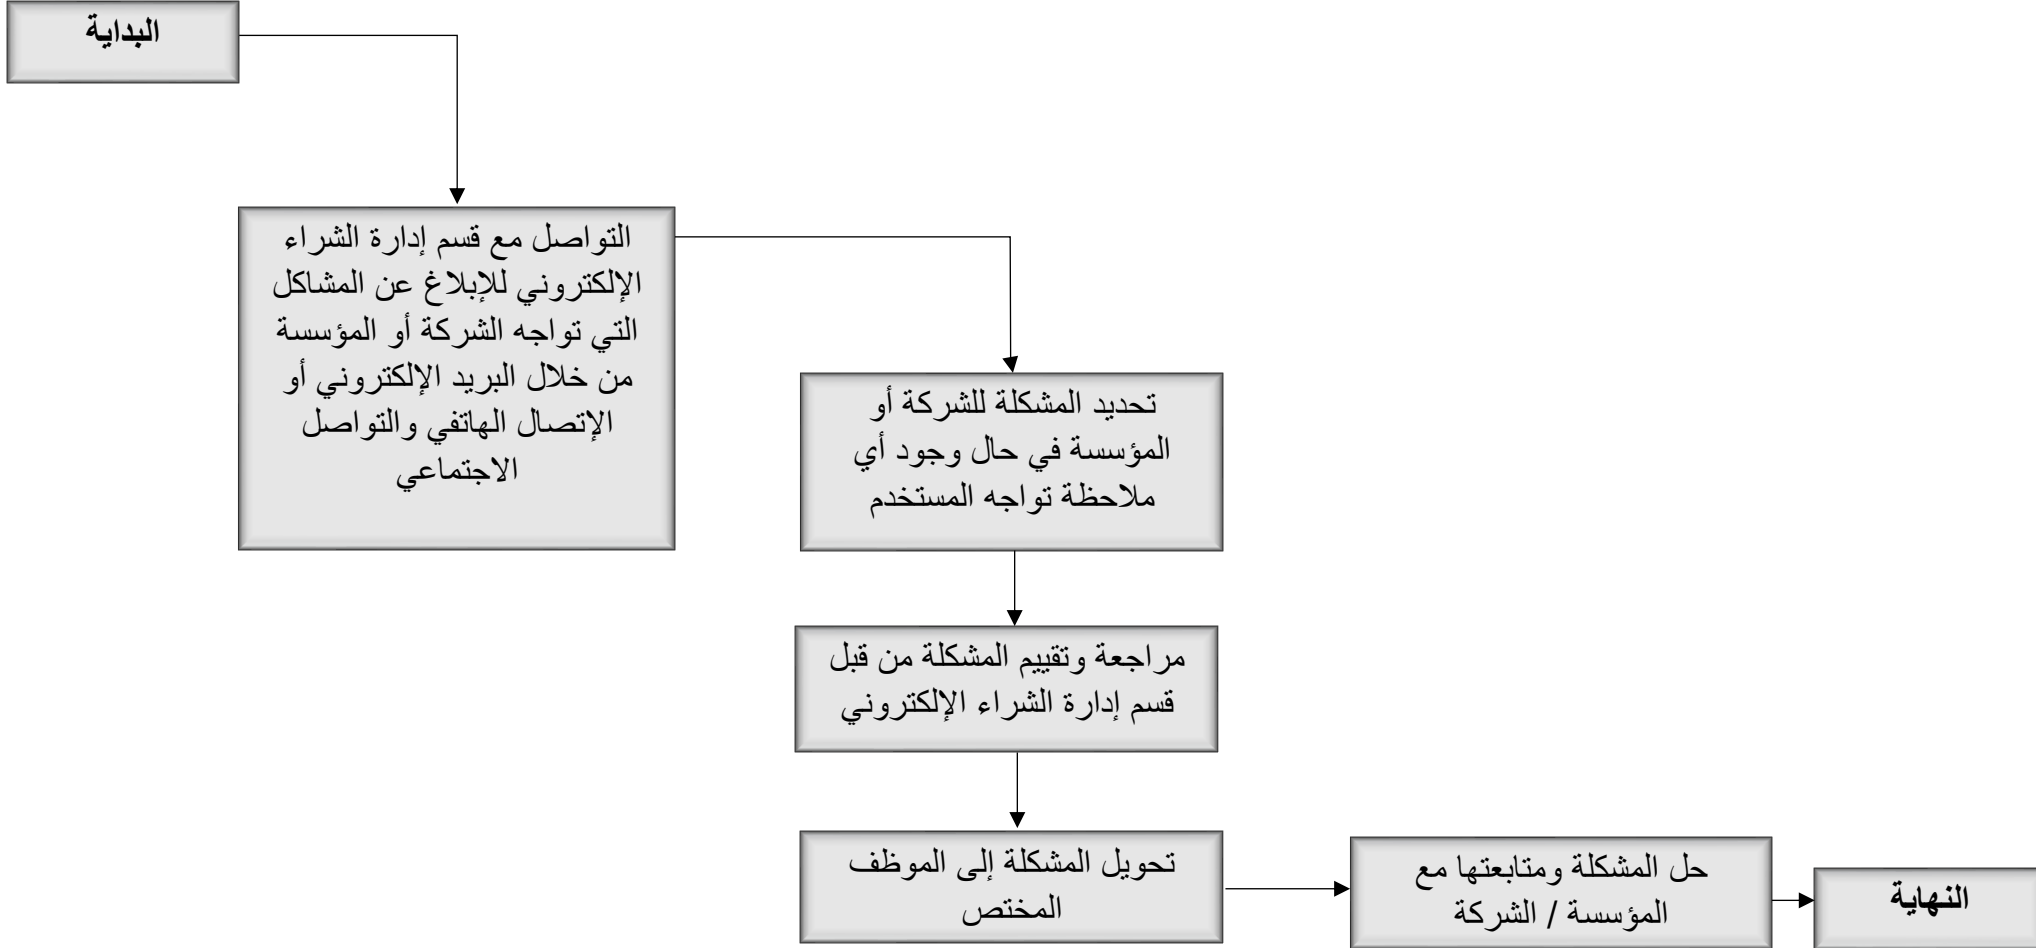 البداية
التواصل مع قسم إدارة الشراء
الإلكتروني للإبلاغ عن المشاكل
التي تواجه الشركة أو المؤسسة
من خلال البريد الإلكتروني أو
الإتصال الهاتفي والتواصل
الاجتماعي
تحديد المشكلة للشركة أو
المؤسسة في حال وجود أي
ملاحظة تواجه المستخدم
مراجعة وتقييم المشكلة من قبل
قسم إدارة الشراء الإلكتروني
تحويل المشكلة إلى الموظف
المختص
حل المشكلة ومتابعتها مع
المؤسسة / الشركة
النهاية